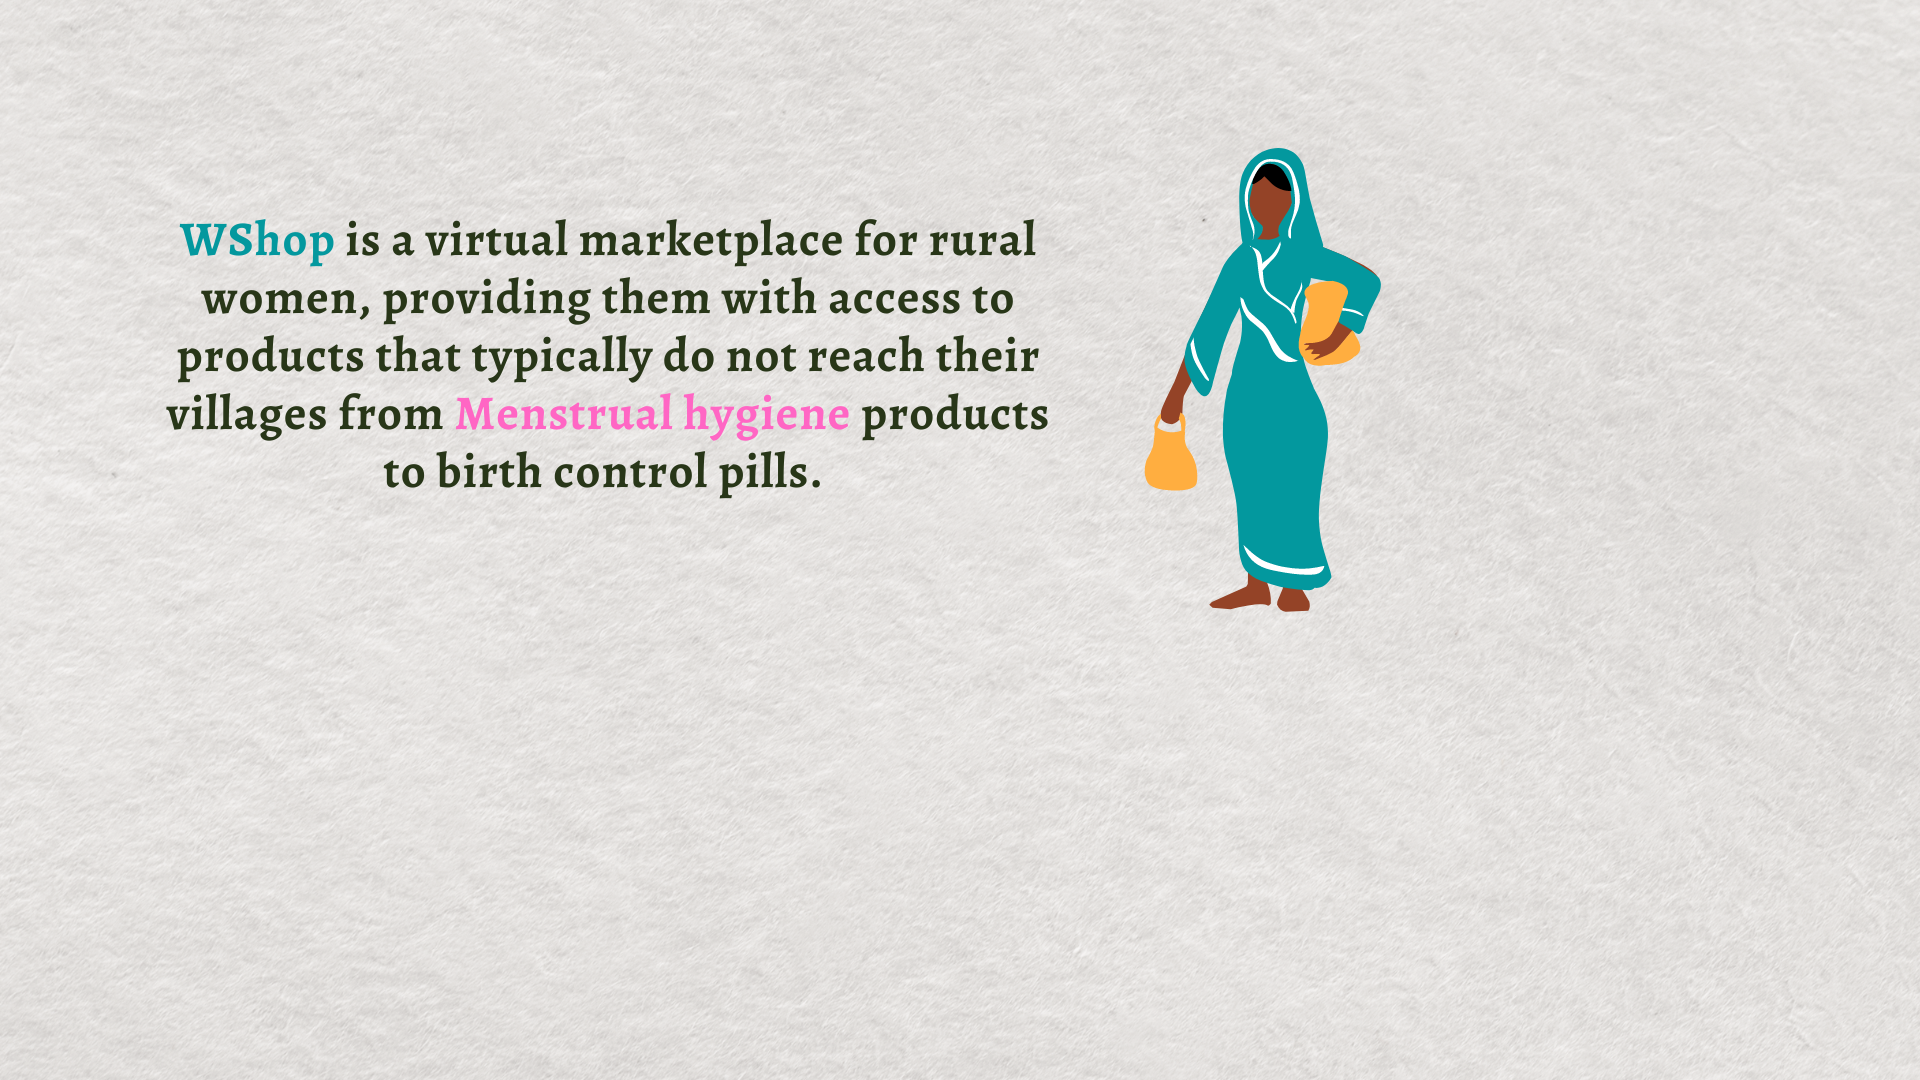 WShop is a virtual marketplace for rural
women, providing them with access to
products that typically do not reach their
villages from Menstrual hygiene products
to birth control pills.